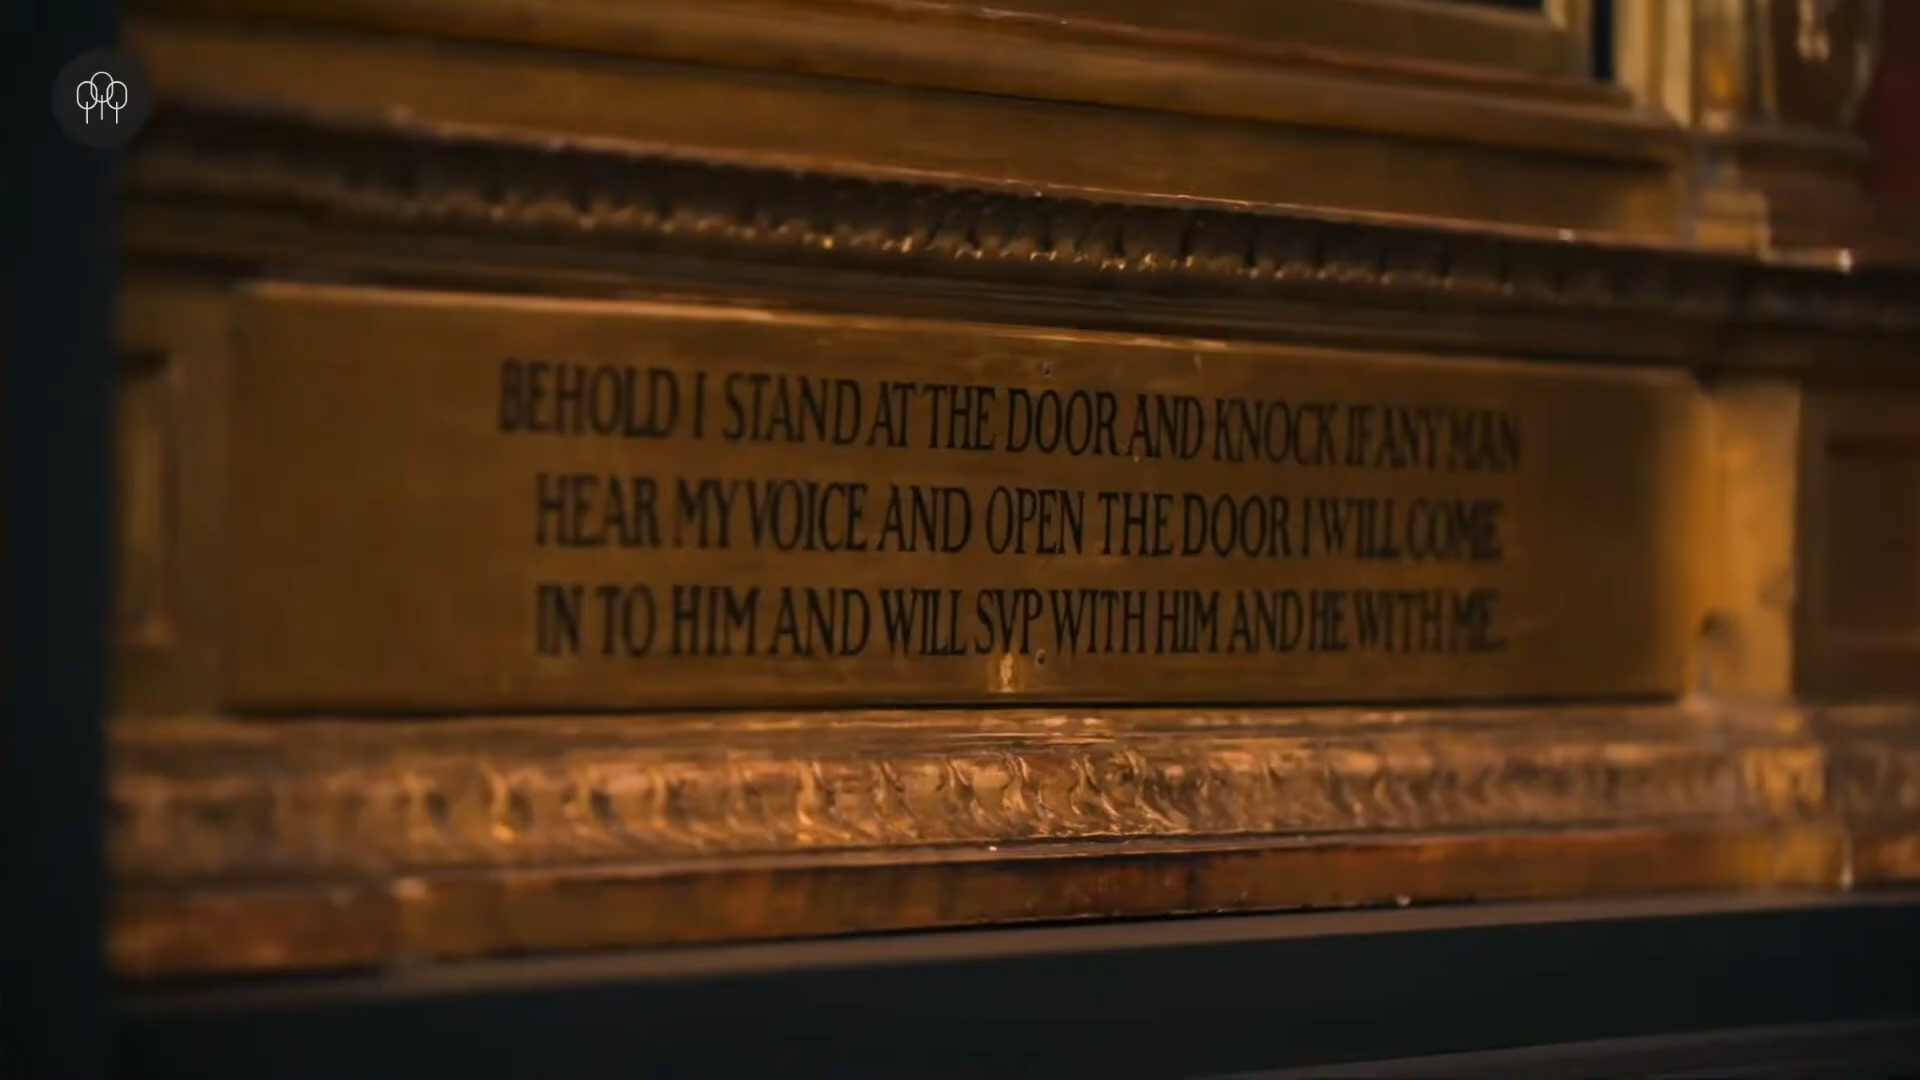 BEHOLD I STAND AT THE DOOR AND KNOCK IF ANY MAN
HEAR MY VOICE AND OPEN THE DOOR I WILL COME
IN TO HIM AND WILL SVP WITH HIM AND HE WITH ME.